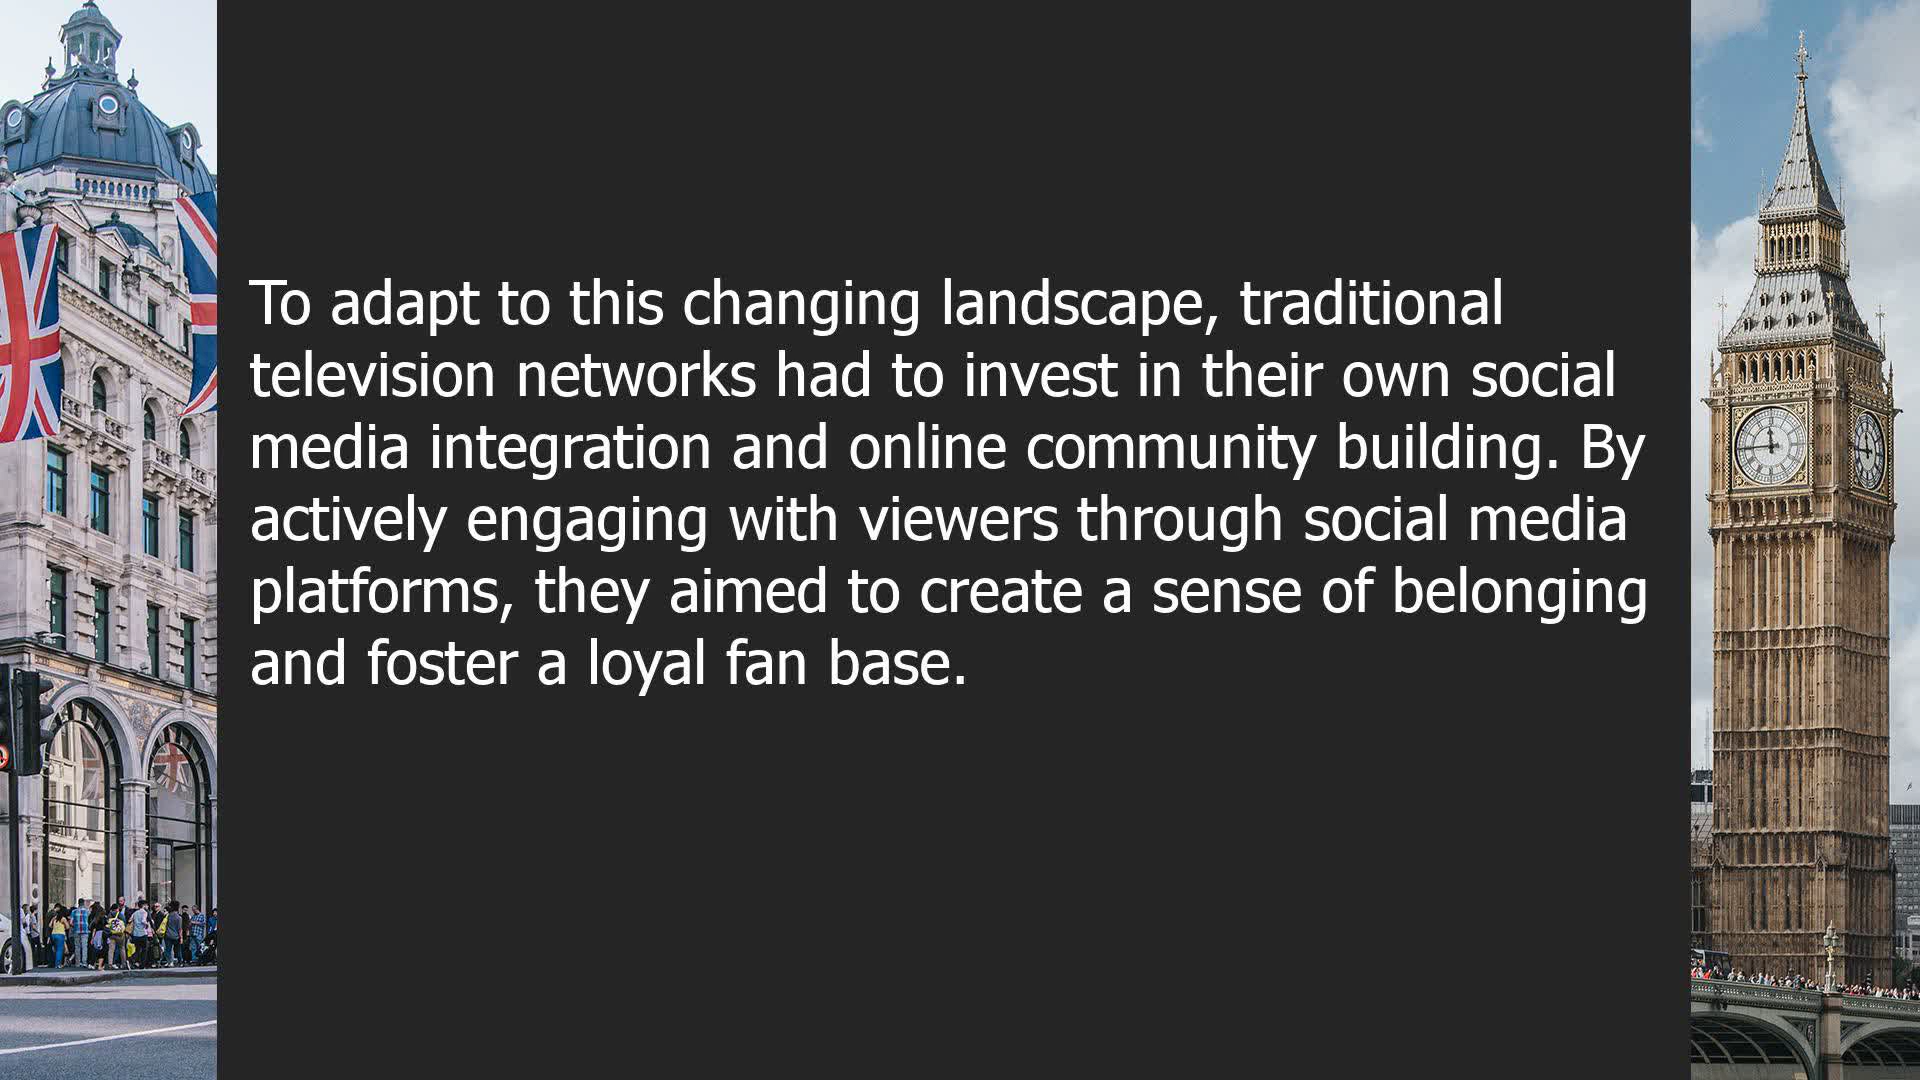 To adapt to this changing landscape, traditional
television networks had to invest in their own social
media integration and online community building. By
actively engaging with viewers through social media
platforms, they aimed to create a sense of belonging
and foster a loyal fan base.